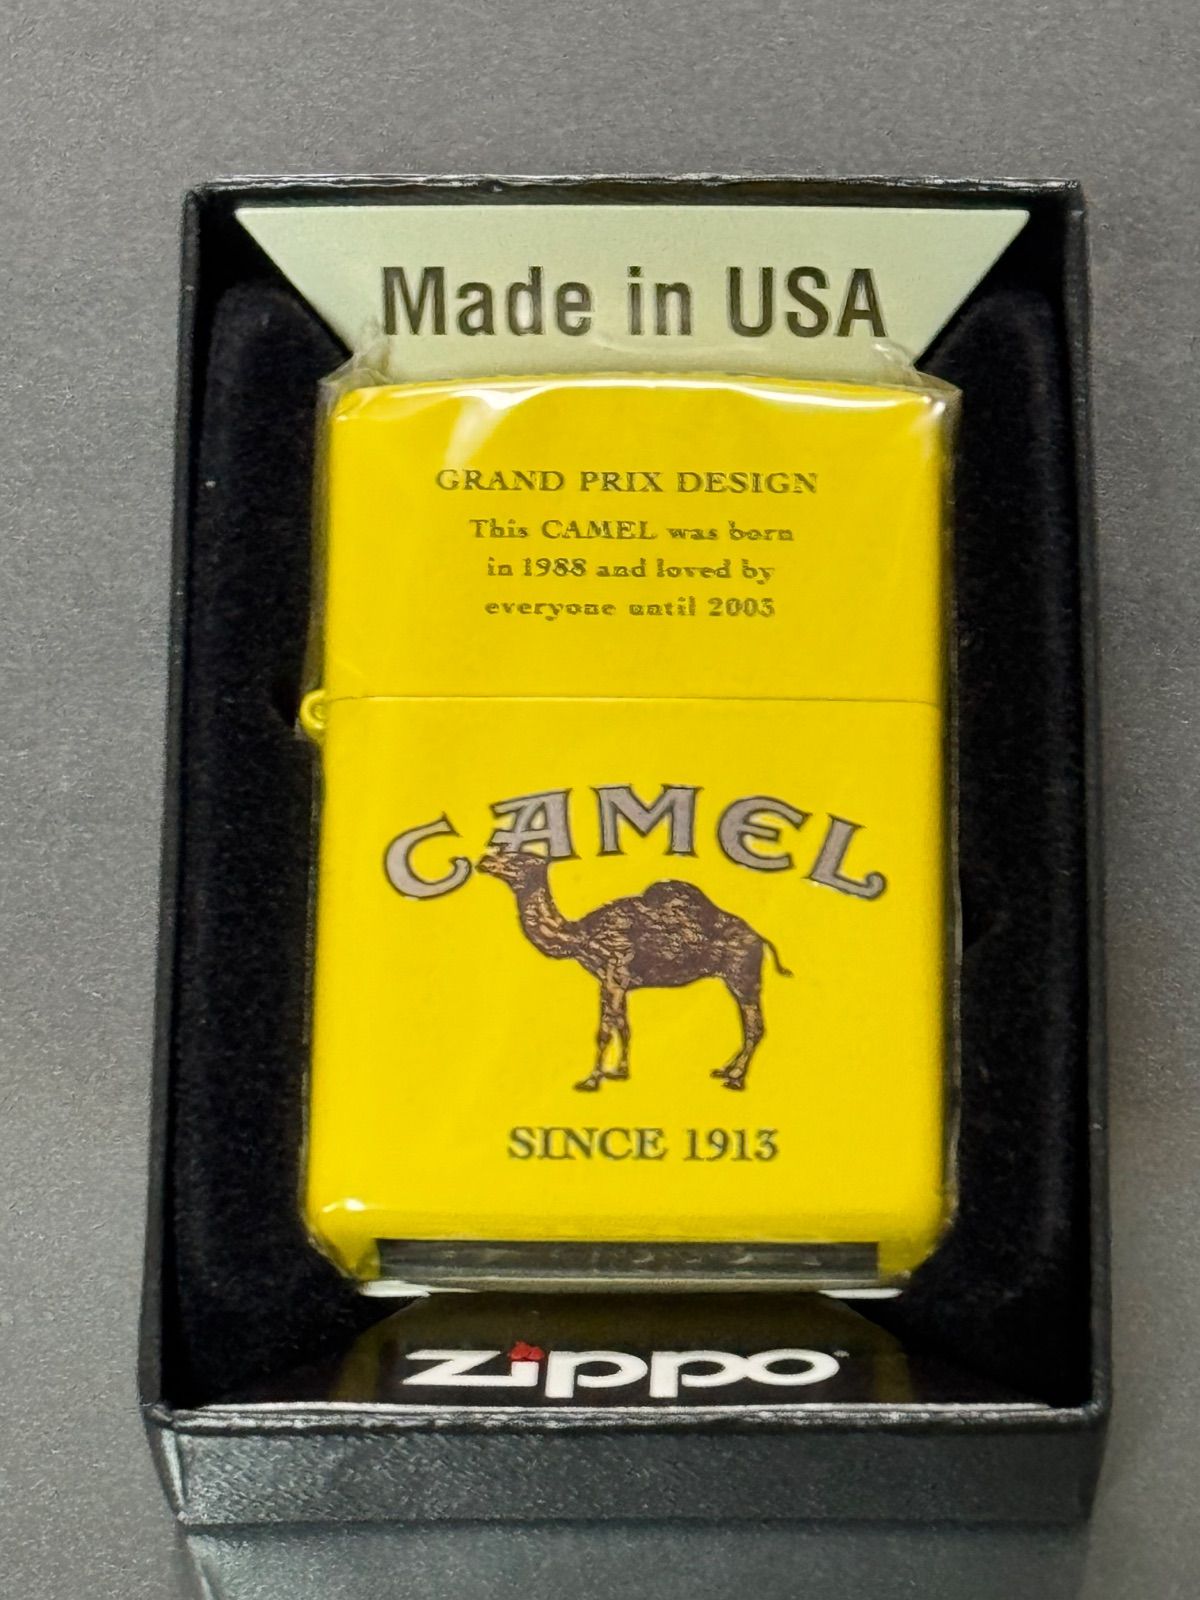 Made in USA
GRAND PRIX DESIGN
This CAMEL was born
in 1988 and loved by
everyone until 2003
CAMEL
SINCE 1913
zippo